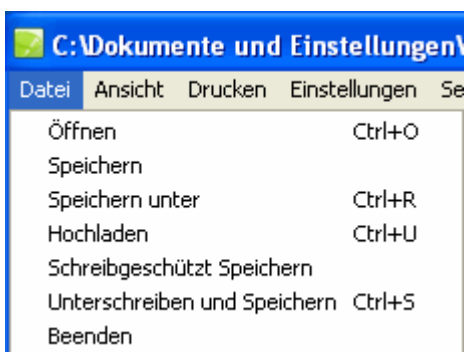 C:\Dokumente und Einstellungen\
Datei Ansicht Drucken Einstellungen Se
Öffnen Ctrl+O
Speichern
Speichern unter Ctrl+R
Hochladen Ctrl+U
Schreibgeschützt Speichern
Unterschreiben und Speichern Ctrl+S
Beenden